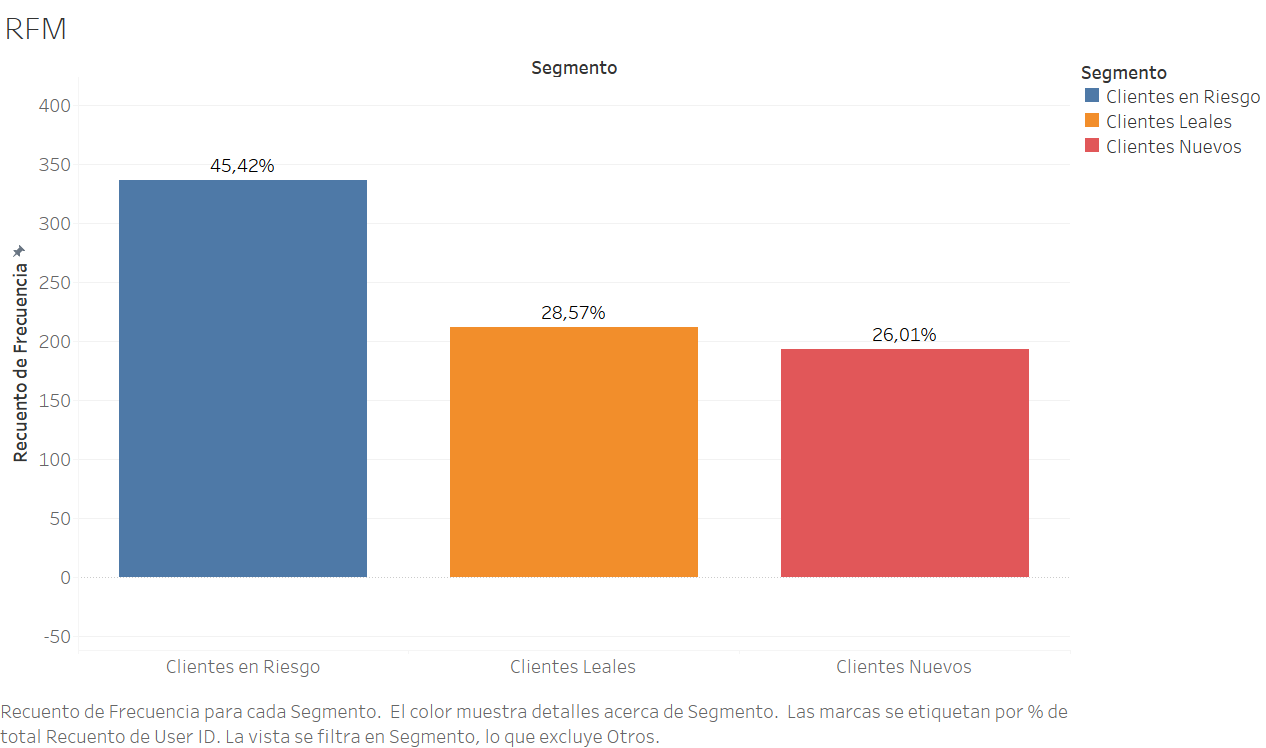 RFM
Segmento
Segmento
Clientes en Riesgo
Clientes Leales
Clientes Nuevos
Recuento de Frecuencia
400
350
300
250
200
150
100
50
0
-50
45,42%
28,57%
26,01%
Clientes en Riesgo
Clientes Leales
Clientes Nuevos
Recuento de Frecuencia para cada Segmento.  El color muestra detalles acerca de Segmento.  Las marcas se etiquetan por % de
total Recuento de User ID. La vista se filtra en Segmento, lo que excluye Otros.